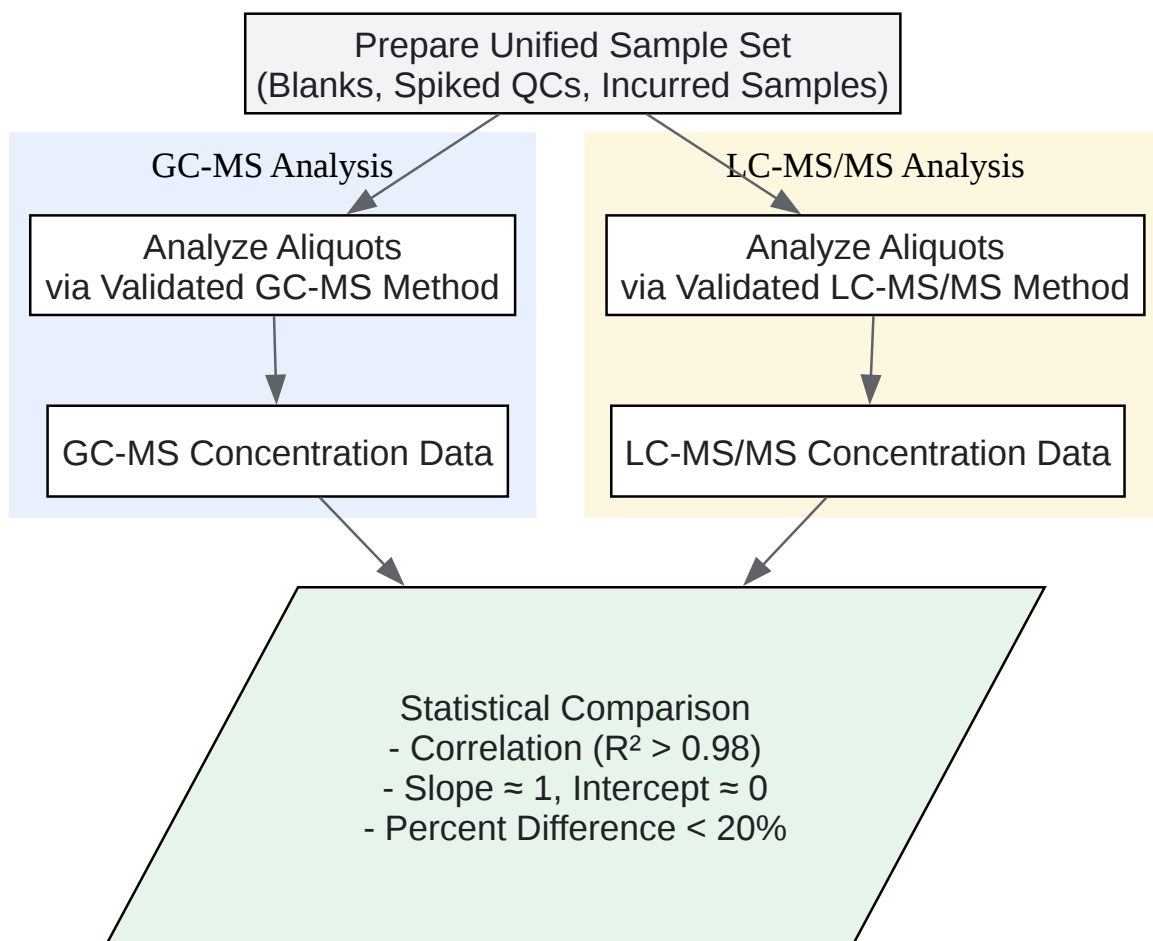 Prepare Unified Sample Set
(Blanks, Spiked QCs, Incurred Samples)
GC-MS Analysis
Analyze Aliquots
via Validated GC-MS Method
GC-MS Concentration Data
LC-MS/MS Analysis
Analyze Aliquots
via Validated LC-MS/MS Method
LC-MS/MS Concentration Data
Statistical Comparison
- Correlation (R² > 0.98)
- Slope ≈ 1, Intercept ≈ 0
- Percent Difference < 20%